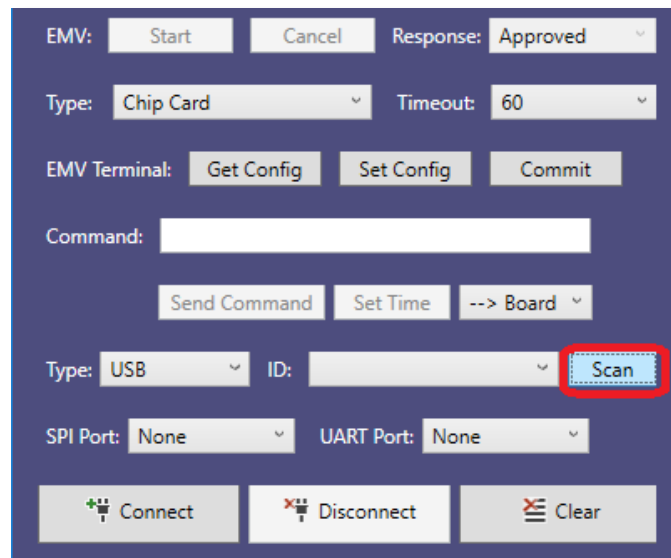 EMV: Start Cancel Response: Approved
Type: Chip Card Timeout: 60
EMV Terminal: Get Config Set Config Commit
Command:
Send Command Set Time --> Board
Type: USB ID: Scan
SPI Port: None UART Port: None
Connect Disconnect Clear